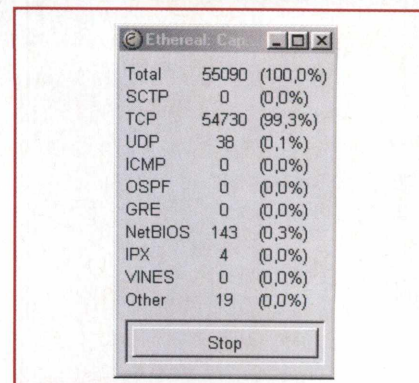 Ethereal: Cap...
Total 55090 (100,0%)
SCTP 0 (0,0%)
TCP 54730 (99,3%)
UDP 38 (0,1%)
ICMP 0 (0,0%)
OSPF 0 (0,0%)
GRE 0 (0,0%)
NetBIOS 143 (0,3%)
IPX 4 (0,0%)
VINES 0 (0,0%)
Other 19 (0,0%)
Stop